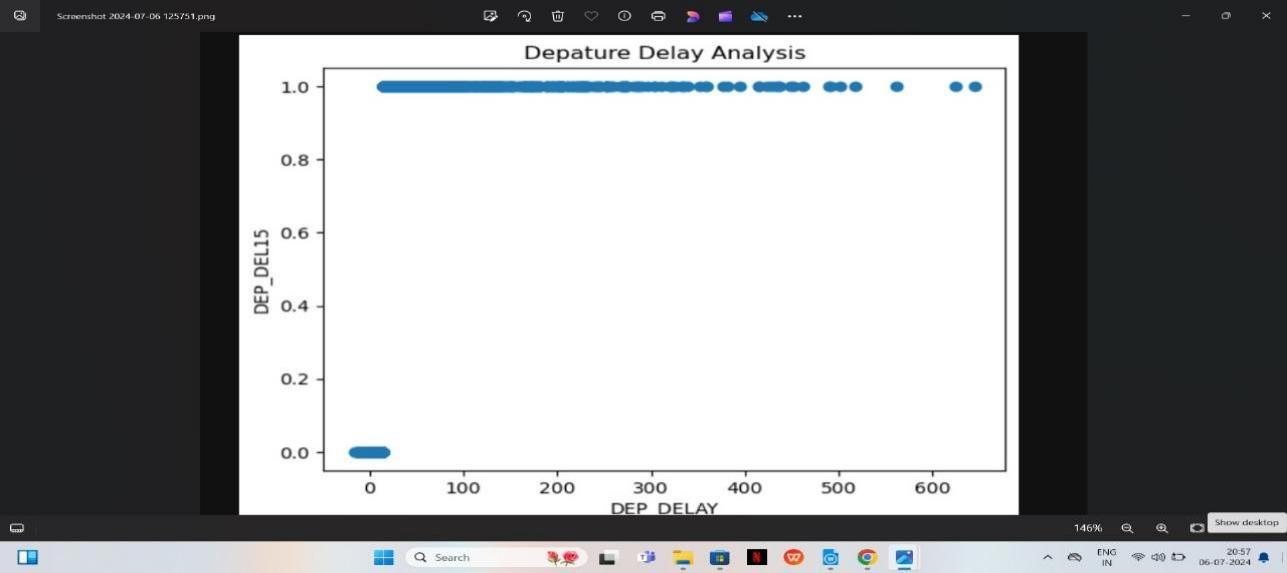 Screenshot 2024-07-06 125751.png
Depature Delay Analysis
1.0
0.8
0.6
0.4
0.2
0.0
DEP_DEL15
0 100 200 300 400 500 600
DEP_DELAY
146%
Show desktop
Search
ENG
IN
20:57
06-07-2024